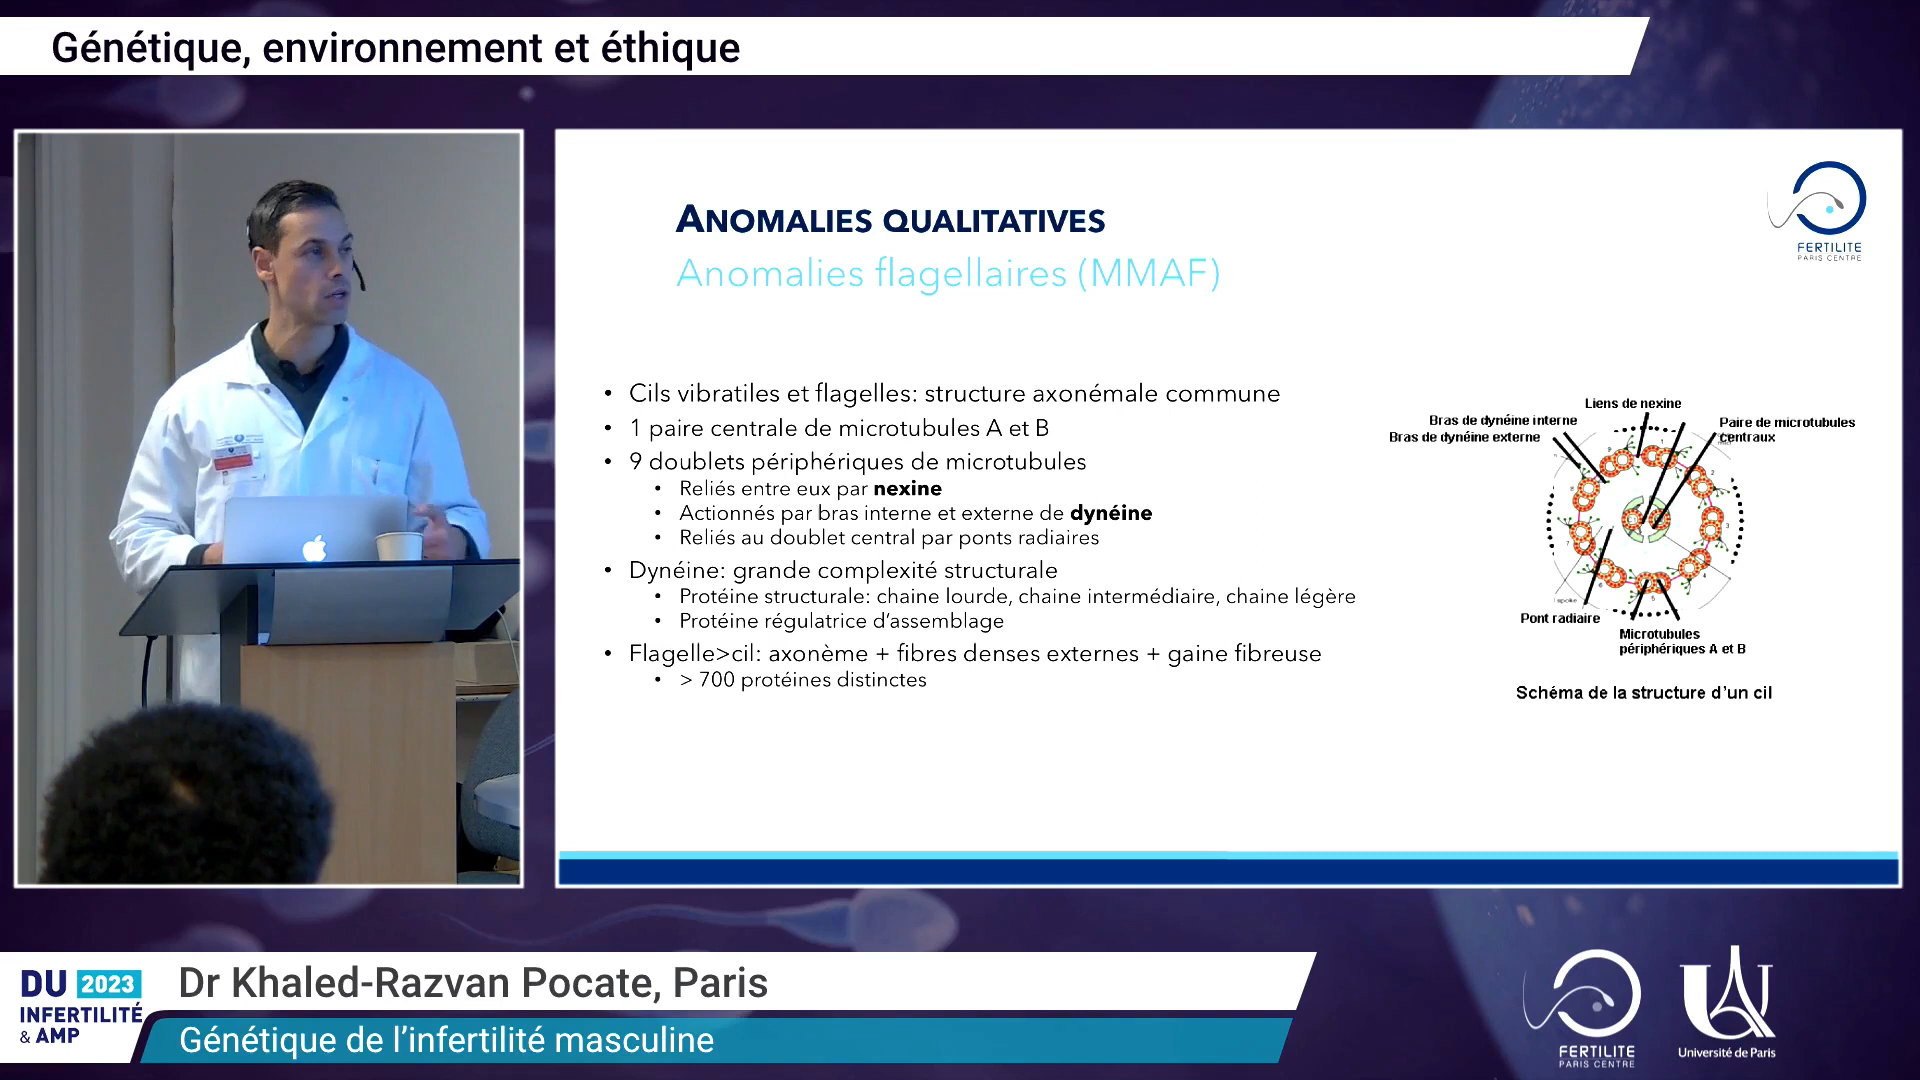 Génétique, environnement et éthique
FERTILITE
PARIS CENTRE
ANOMALIES QUALITATIVES
Anomalies flagellaires (MMAF)
• Cils vibratiles et flagelles: structure axonémale commune
• 1 paire centrale de microtubules A et B
• 9 doublets périphériques de microtubules
• Reliés entre eux par nexine
• Actionnés par bras interne et externe de dynéine
• Reliés au doublet central par ponts radiaires
• Dynéine: grande complexité structurale
• Protéine structurale: chaine lourde, chaine intermédiaire, chaine légère
• Protéine régulatrice d'assemblage
• Flagelle>cil: axonème + fibres denses externes + gaine fibreuse
• > 700 protéines distinctes
Liens de nexine
Bras de dynéine interne
Bras de dynéine externe
Paire de microtubules
centraux
Pont radiaire
Microtubules
périphériques A et B
Schéma de la structure d'un cil
DU 2023
INFERTILITÉ
& AMP
Dr Khaled-Razvan Pocate, Paris
Génétique de l'infertilité masculine
FERTILITE
PARIS CENTRE
Université de Paris